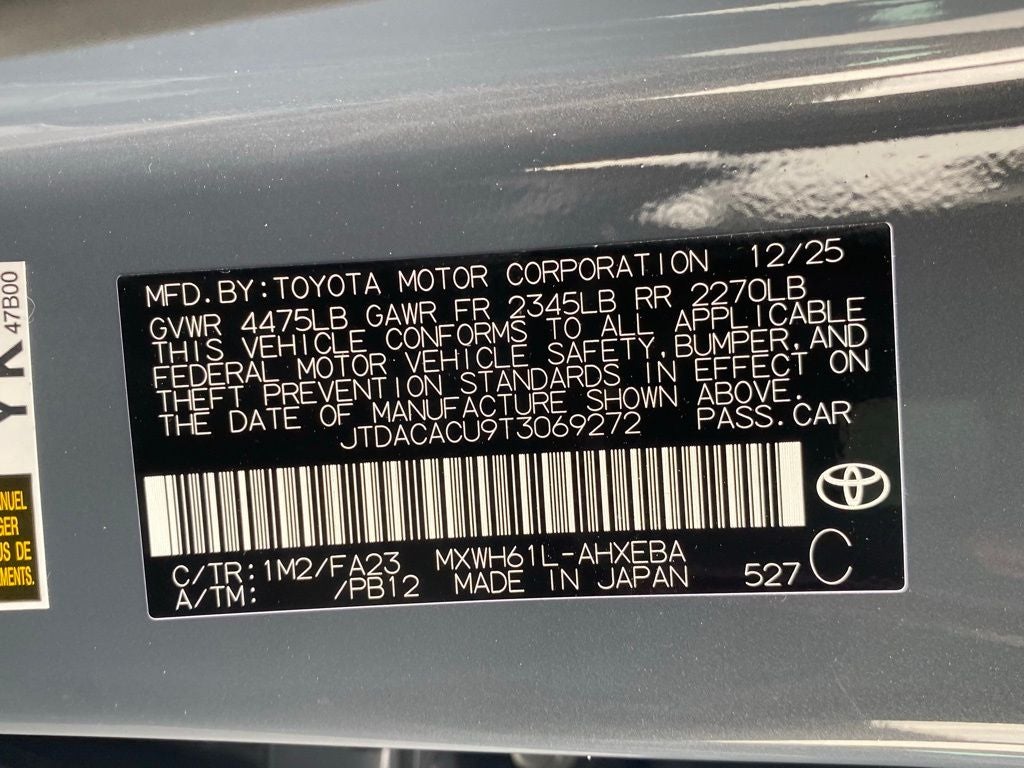 MFD.BY:TOYOTA MOTOR CORPORATION 12/25
GVWR 4475LB GAWR FR 2345LB RR 2270LB
THIS VEHICLE CONFORMS TO ALL APPLICABLE
FEDERAL MOTOR VEHICLE SAFETY,BUMPER,AND
THEFT PREVENTION STANDARDS IN EFFECT ON
THE DATE OF MANUFACTURE SHOWN ABOVE.
JTDACACU9T3069272 PASS.CAR
C/TR:1M2/FA23 MXWH61L-AHXEBA
A/TM: /PB12 MADE IN JAPAN 527 C
47B00